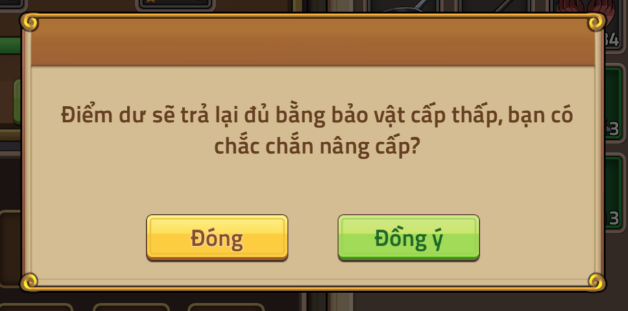 Điểm dư sẽ trả lại đủ bằng bảo vật cấp thấp, bạn có
chắc chắn nâng cấp?
Đóng
Đồng ý
3